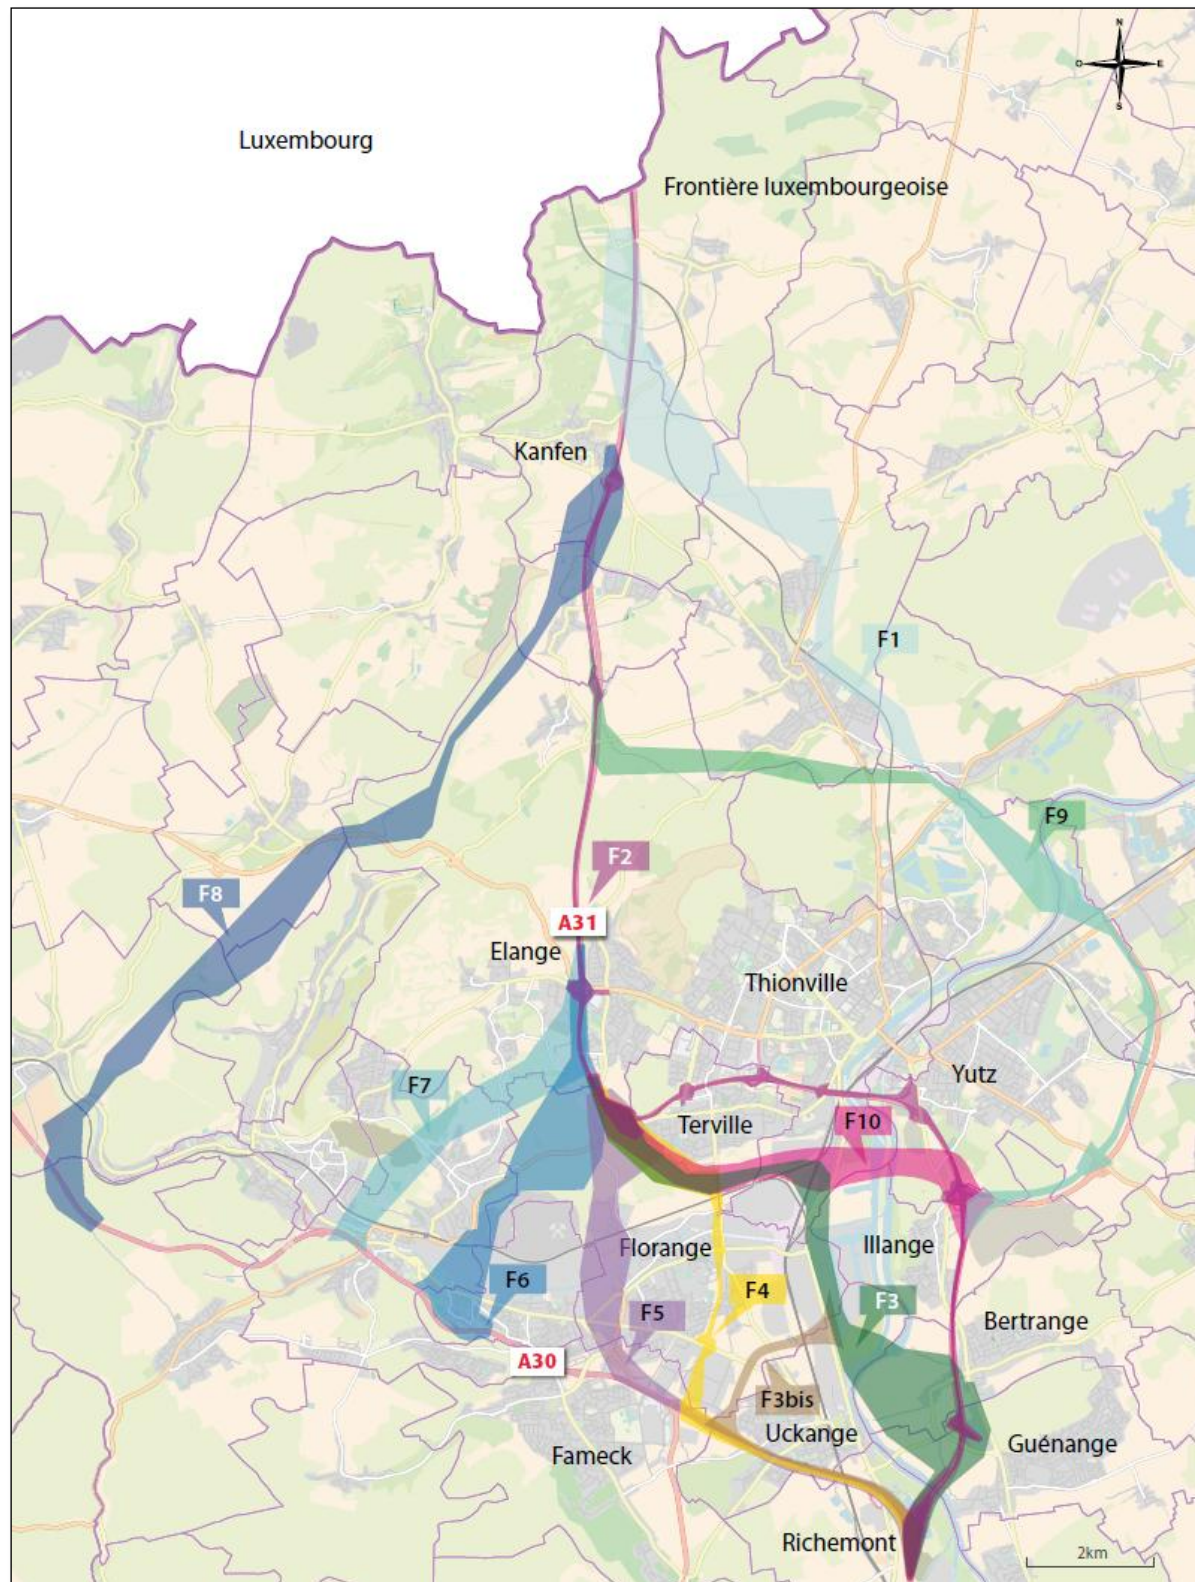 N
O
E
S
Luxembourg
Frontière luxembourgeoise
Kanfen
F1
F9
F2
F8
A31
Elange
Thionville
F7
Yutz
Terville
F10
Florange
Illange
F6
F4
F3
F5
Bertrange
A30
F3bis
Uckange
Guénange
Fameck
Richemont
2km